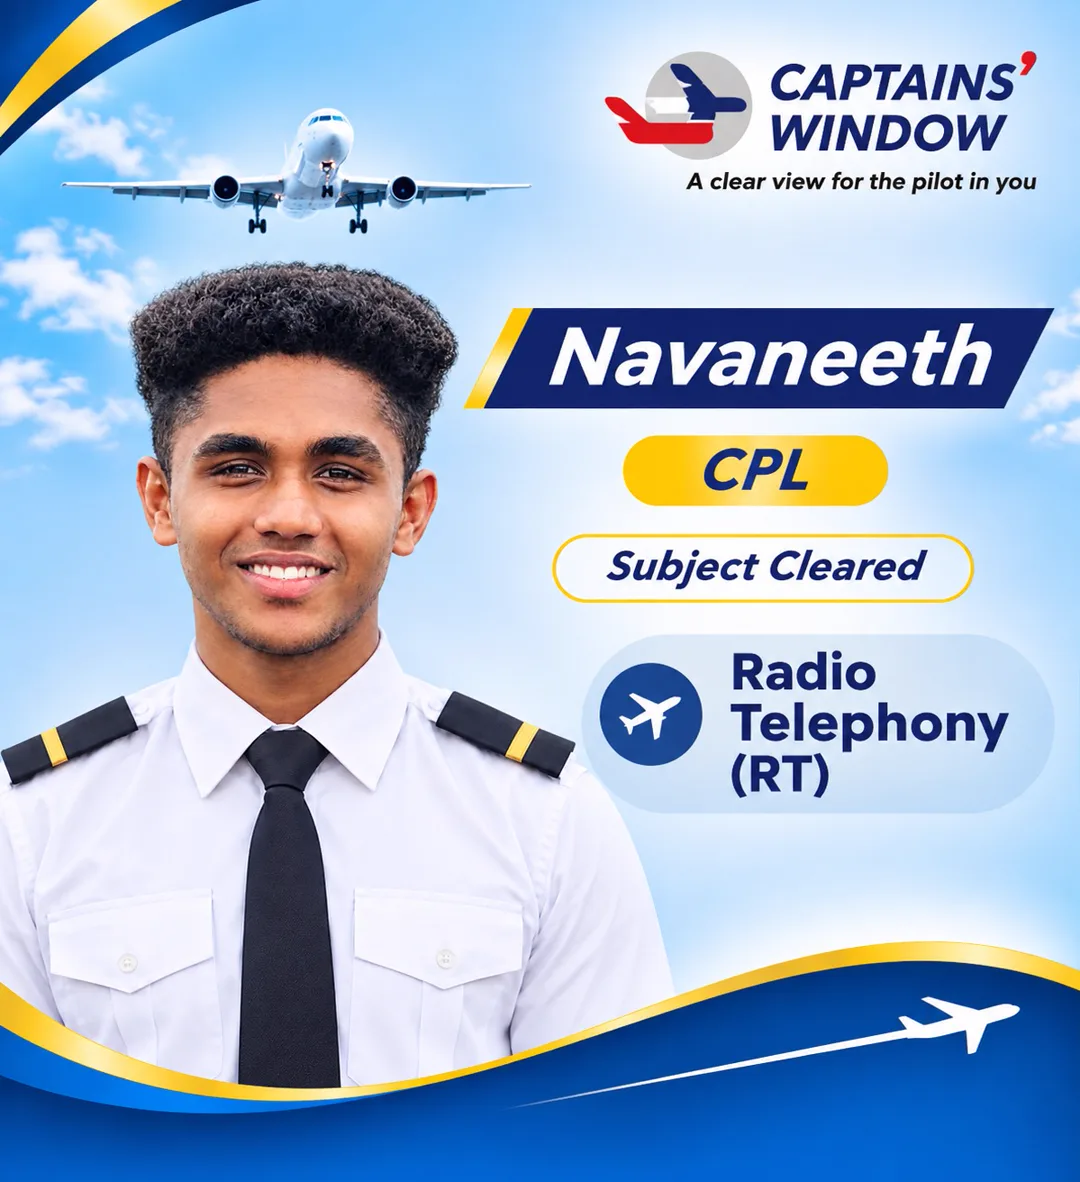 CAPTAINS'
WINDOW
A clear view for the pilot in you
Navaneeth
CPL
Subject Cleared
Radio
Telephony
(RT)